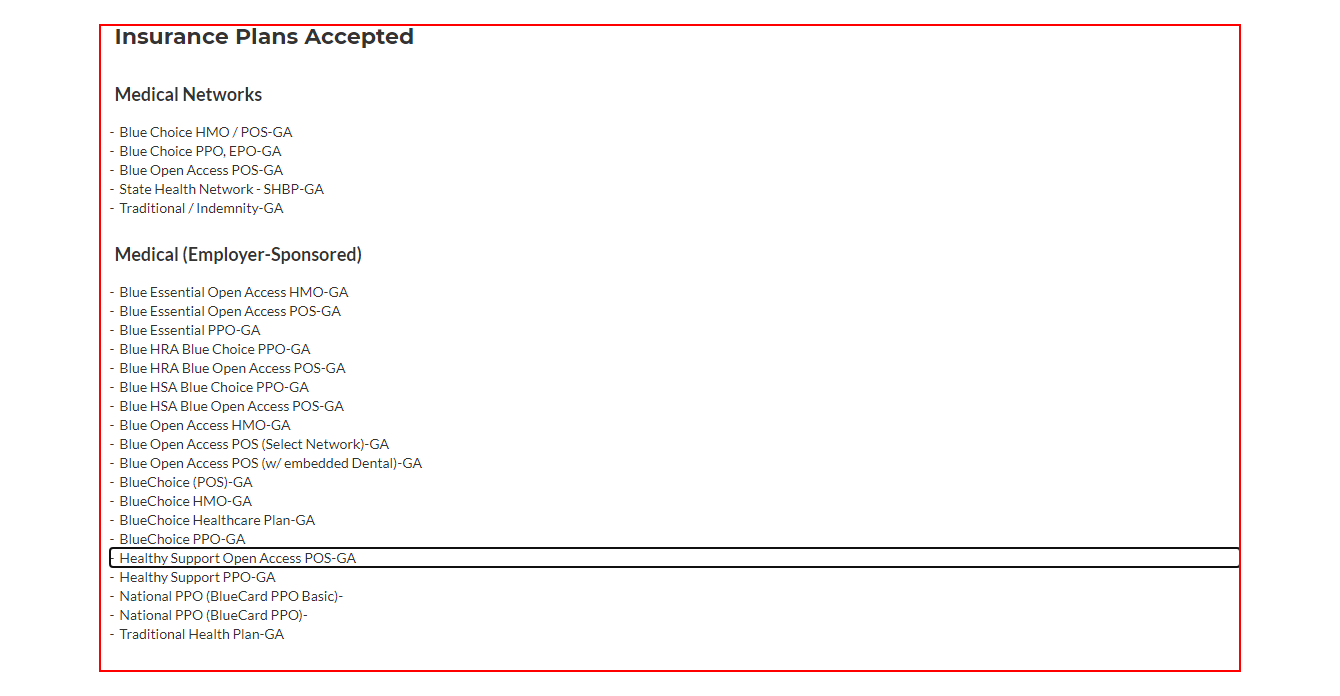 Insurance Plans Accepted
Medical Networks
- Blue Choice HMO / POS-GA
- Blue Choice PPO, EPO-GA
- Blue Open Access POS-GA
- State Health Network - SHBP-GA
- Traditional / Indemnity-GA
Medical (Employer-Sponsored)
- Blue Essential Open Access HMO-GA
- Blue Essential Open Access POS-GA
- Blue Essential PPO-GA
- Blue HRA Blue Choice PPO-GA
- Blue HRA Blue Open Access POS-GA
- Blue HSA Blue Choice PPO-GA
- Blue HSA Blue Open Access POS-GA
- Blue Open Access HMO-GA
- Blue Open Access POS (Select Network)-GA
- Blue Open Access POS (w/ embedded Dental)-GA
- BlueChoice (POS)-GA
- BlueChoice HMO-GA
- BlueChoice Healthcare Plan-GA
- BlueChoice PPO-GA
- Healthy Support Open Access POS-GA
- Healthy Support PPO-GA
- National PPO (BlueCard PPO Basic)-
- National PPO (BlueCard PPO)-
- Traditional Health Plan-GA